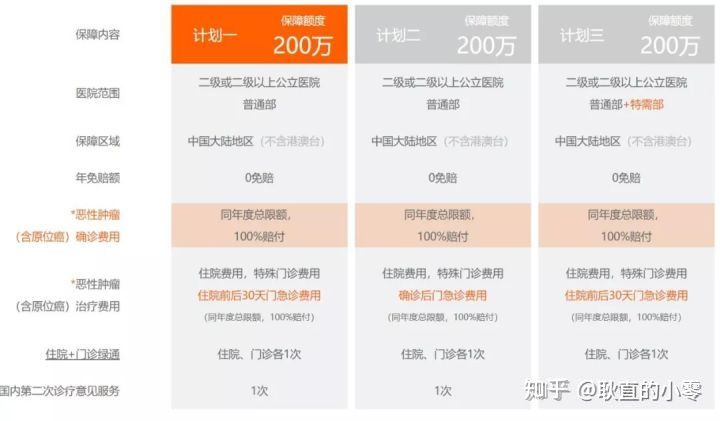 保障内容
计划一
保障额度
200万
计划二
保障额度
200万
计划三
保障额度
200万
医院范围
二级或二级以上公立医院
普通部
二级或二级以上公立医院
普通部
二级或二级以上公立医院
普通部+特需部
保障区域
中国大陆地区（不含港澳台）
中国大陆地区（不含港澳台）
中国大陆地区（不含港澳台）
年免赔额
0免赔
0免赔
0免赔
*恶性肿瘤
（含原位癌）确诊费用
同年度总限额，
100%赔付
同年度总限额，
100%赔付
同年度总限额，
100%赔付
*恶性肿瘤
（含原位癌）治疗费用
住院费用，特殊门诊费用
住院前后30天门急诊费用
（同年度总限额，100%赔付）
住院费用，特殊门诊费用
确诊后门急诊费用
（同年度总限额，100%赔付）
住院费用，特殊门诊费用
住院前后30天门急诊费用
（同年度总限额，100%赔付）
住院+门诊绿通
住院、门诊各1次
住院、门诊各1次
住院、门诊各1次
国内第二次诊疗意见服务
1次
1次
知乎 @耿直的小零